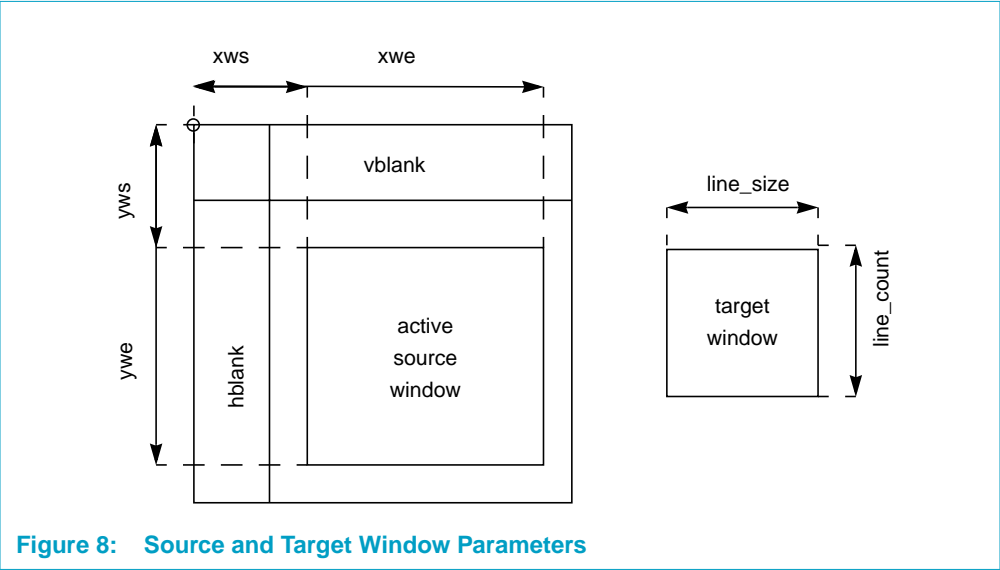 xws
xwe
vblank
yws
line_size
line_count
target
window
active
source
window
ywe
hblank
Figure 8: Source and Target Window Parameters